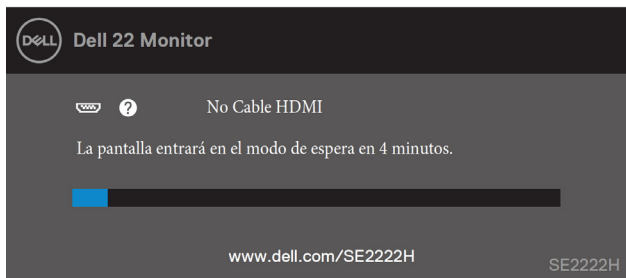 DELL Dell 22 Monitor
? No Cable HDMI
La pantalla entrará en el modo de espera en 4 minutos.
www.dell.com/SE2222H
SE2222H